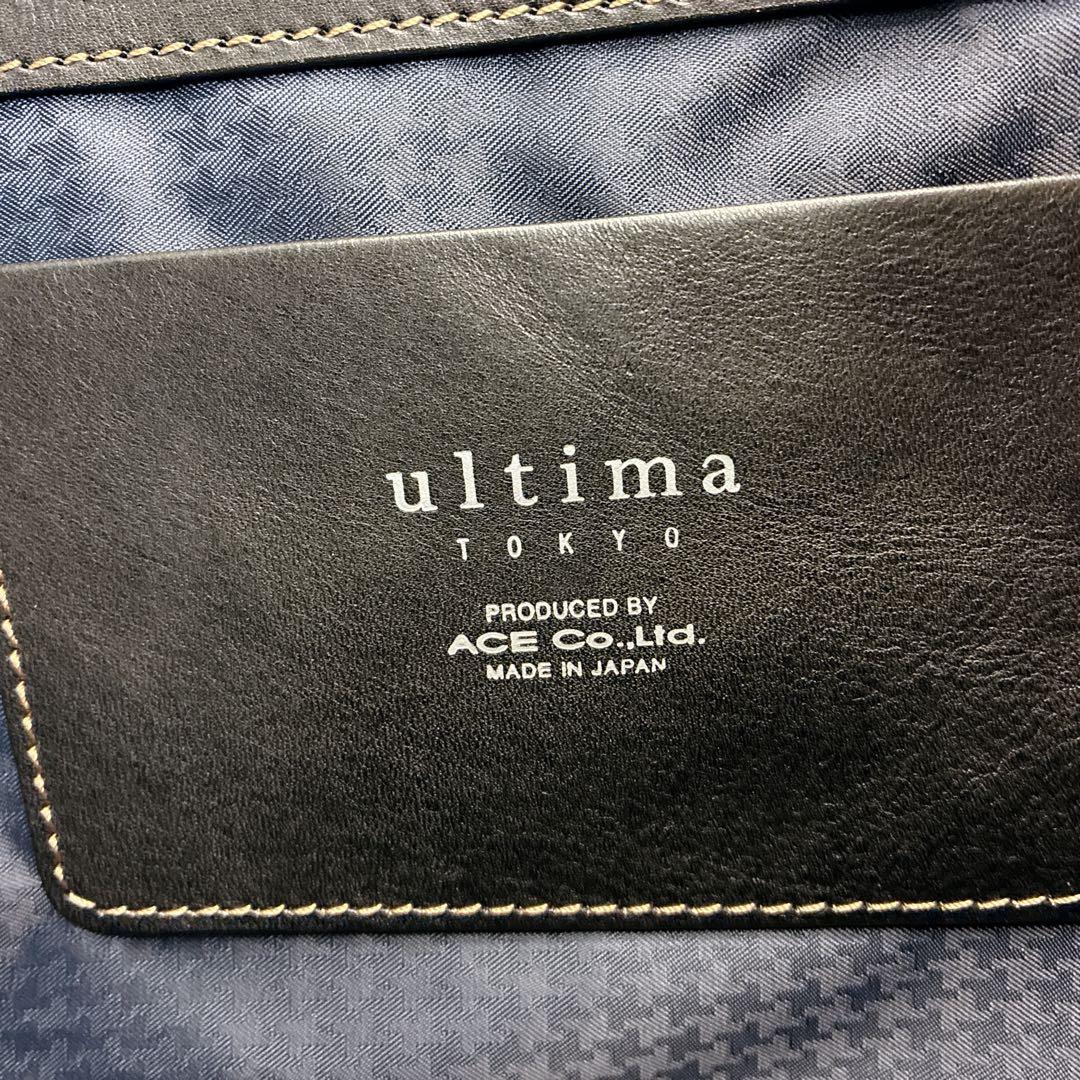 ultima
TOKYO
PRODUCED BY
ACE Co.,Ltd.
MADE IN JAPAN